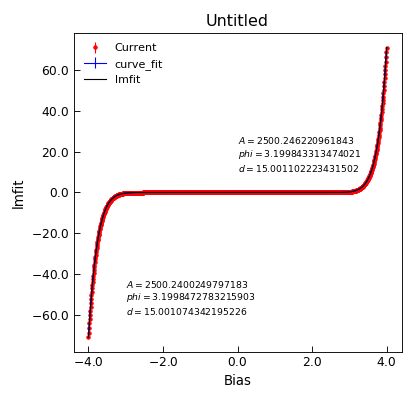 Untitled
Current
curve_fit
lmfit
A = 2500.246220961843
phi = 3.199843313474021
d = 15.001102223431502
A = 2500.2400249797183
phi = 3.1998472783215903
d = 15.001074342195226
60.0
40.0
20.0
0.0
−20.0
−40.0
−60.0
lmfit
−4.0 −2.0 0.0 2.0 4.0
Bias